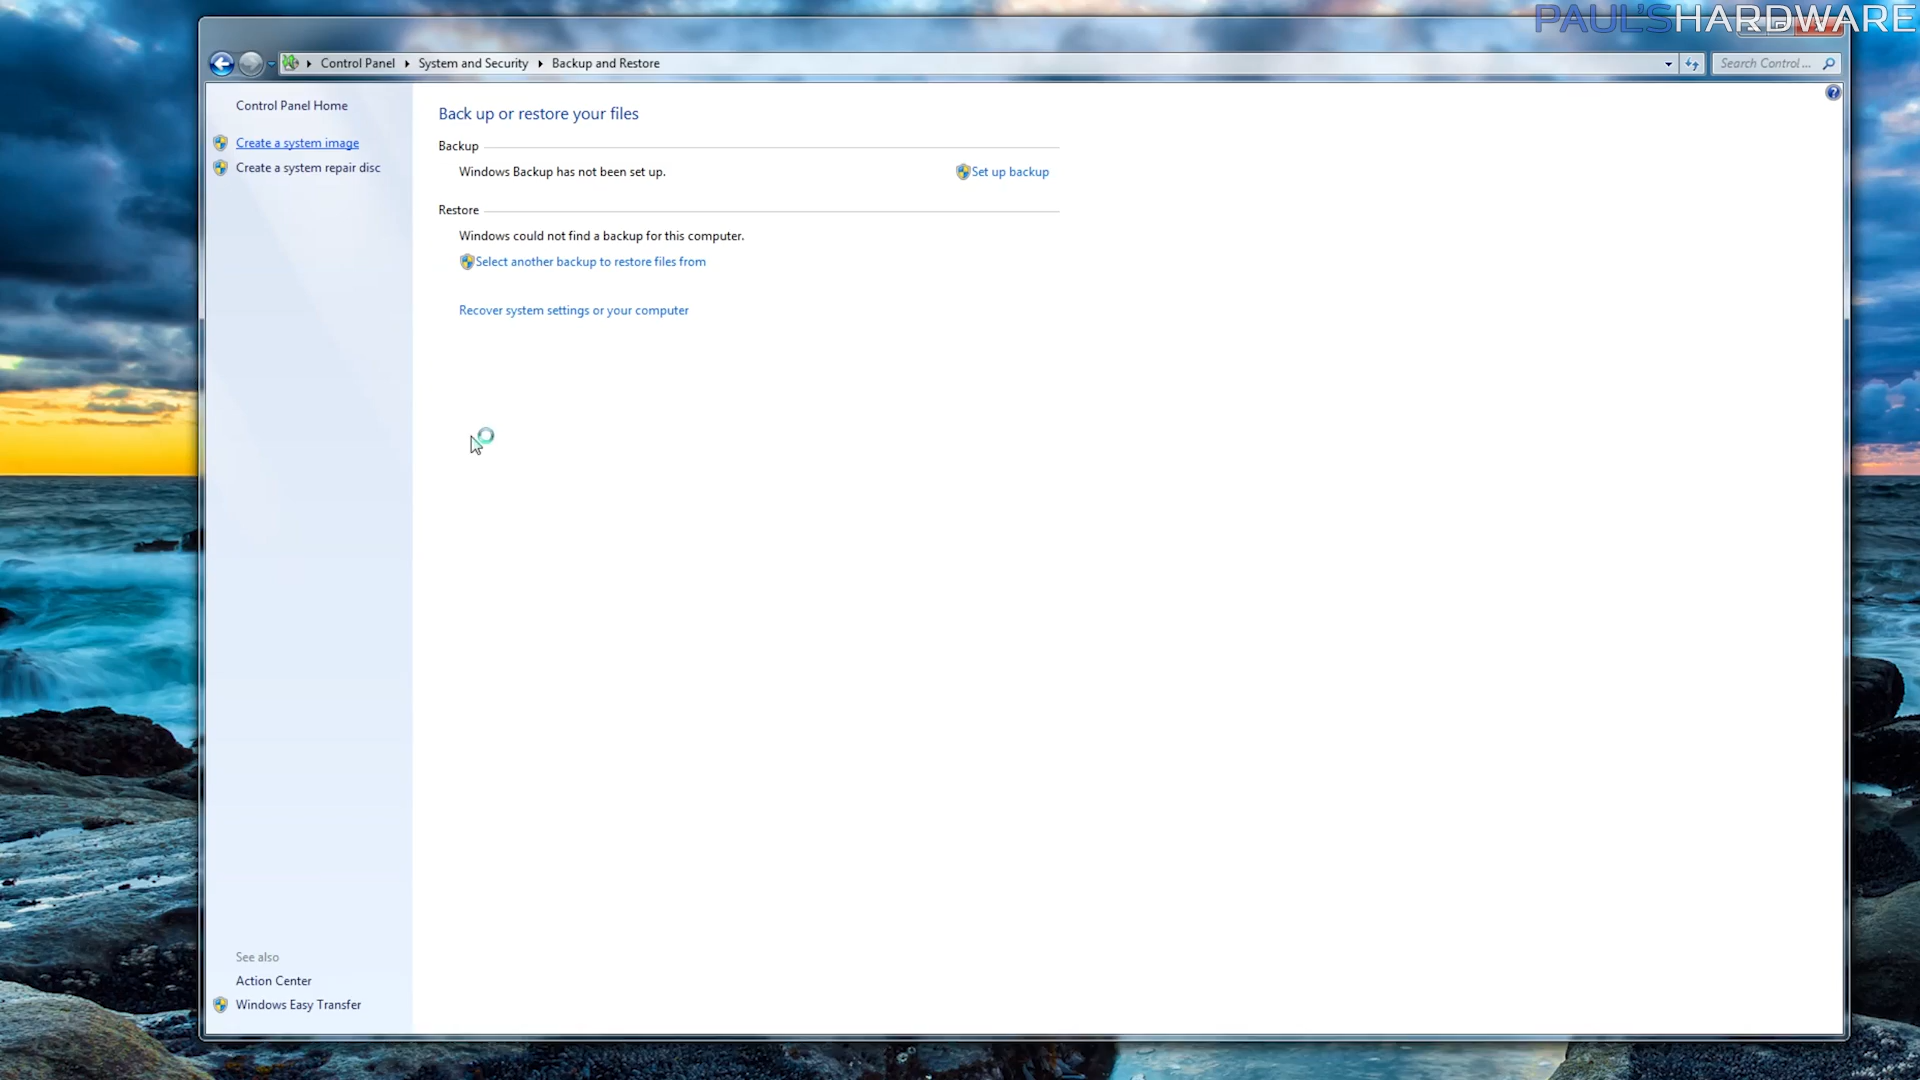 PAUL'SHARDWARE
Control Panel System and Security Backup and Restore
Search Control ...
Control Panel Home
Create a system image
Create a system repair disc
Back up or restore your files
Backup
Windows Backup has not been set up.
Set up backup
Restore
Windows could not find a backup for this computer.
Select another backup to restore files from
Recover system settings or your computer
See also
Action Center
Windows Easy Transfer